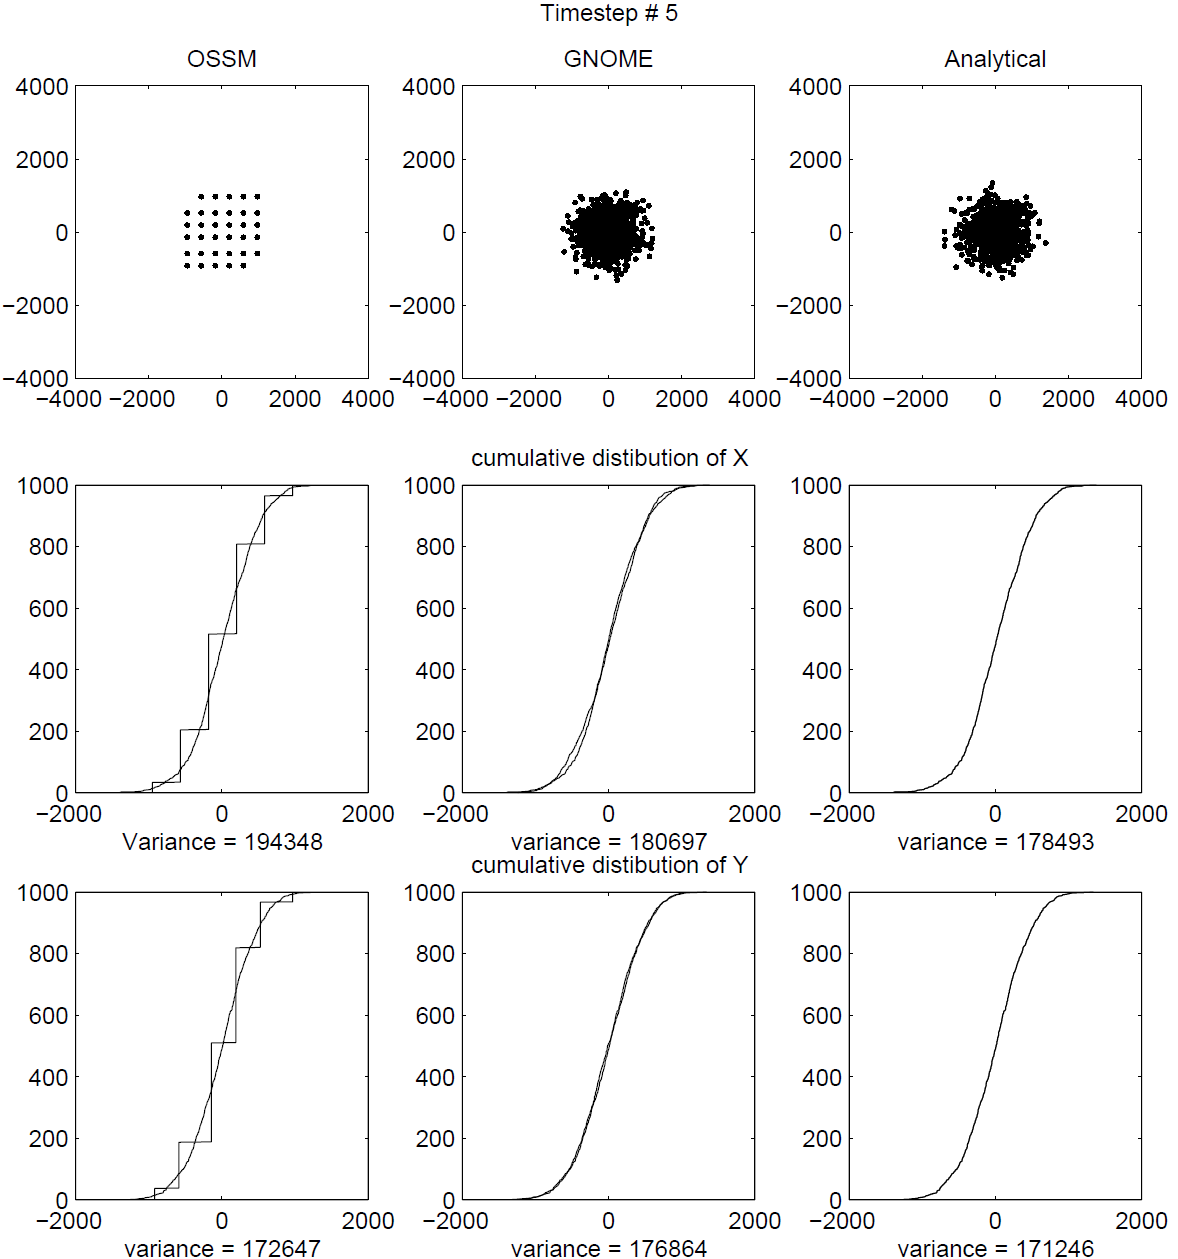 Timestep # 5
OSSM GNOME Analytical
4000 4000 4000
2000 2000 2000
0 0 0
−2000 −2000 −2000
−4000 −4000 −4000
−4000 −2000 0 2000 4000 −4000 −2000 0 2000 4000 −4000 −2000 0 2000 4000
cumulative distibution of X
1000 1000 1000
800 800 800
600 600 600
400 400 400
200 200 200
0 0 0
−2000 0 2000 −2000 0 2000 −2000 0 2000
Variance = 194348 variance = 180697 variance = 178493
cumulative distibution of Y
1000 1000 1000
800 800 800
600 600 600
400 400 400
200 200 200
0 0 0
−2000 0 2000 −2000 0 2000 −2000 0 2000
variance = 172647 variance = 176864 variance = 171246